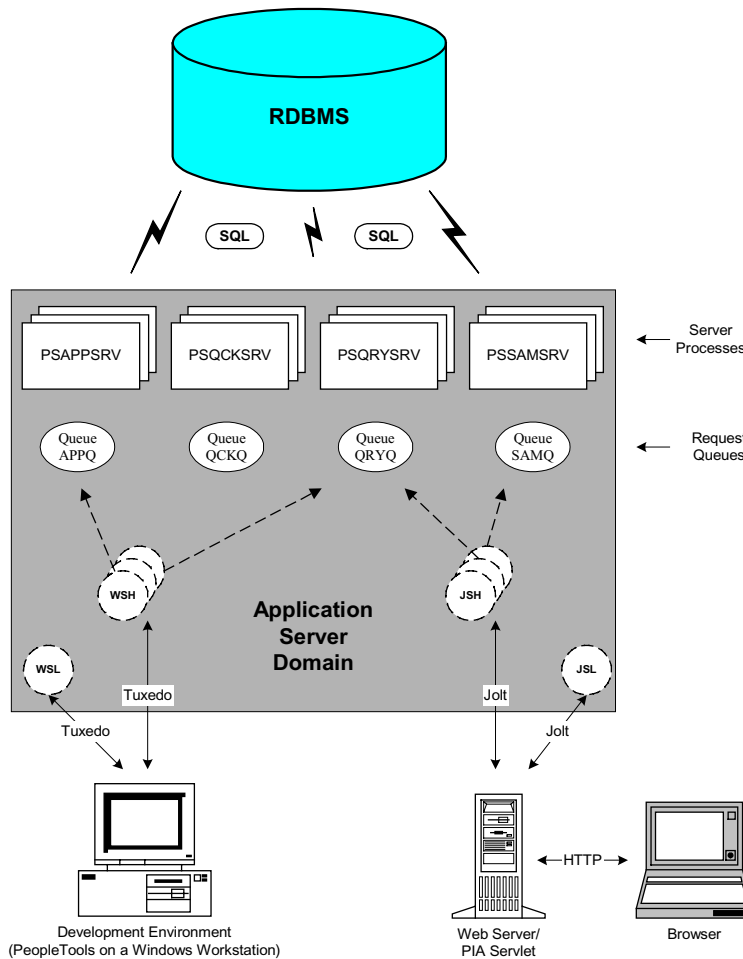 RDBMS
SQL
SQL
PSAPPSRV
PSQCKSRV
PSQRYSRV
PSSAMSRV
Server
Processes
Queue
APPQ
Queue
QCKQ
Queue
QRYQ
Queue
SAMQ
Request
Queues
WSH
JSH
Application
Server
Domain
WSL
JSL
Tuxedo
Jolt
Tuxedo
Jolt
HTTP
Development Environment
(PeopleTools on a Windows Workstation)
Web Server/
PIA Servlet
Browser